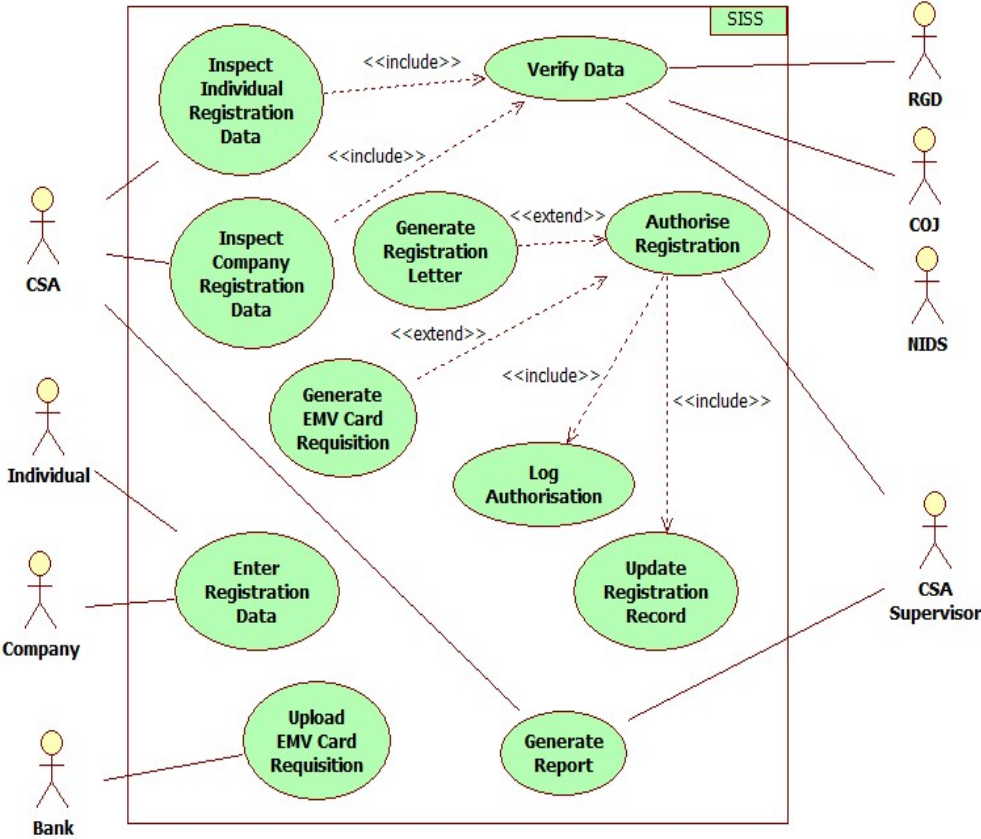 SISS
Inspect
Individual
Registration
Data
<<include>>
Verify Data
RGD
<<include>>
COJ
CSA
Inspect
Company
Registration
Data
Generate
Registration
Letter
<<extend>>
Authorise
Registration
NIDS
<<extend>>
Generate
EMV Card
Requisition
<<include>>
<<include>>
Individual
Log
Authorisation
Enter
Registration
Data
Update
Registration
Record
CSA
Supervisor
Company
Upload
EMV Card
Requisition
Generate
Report
Bank